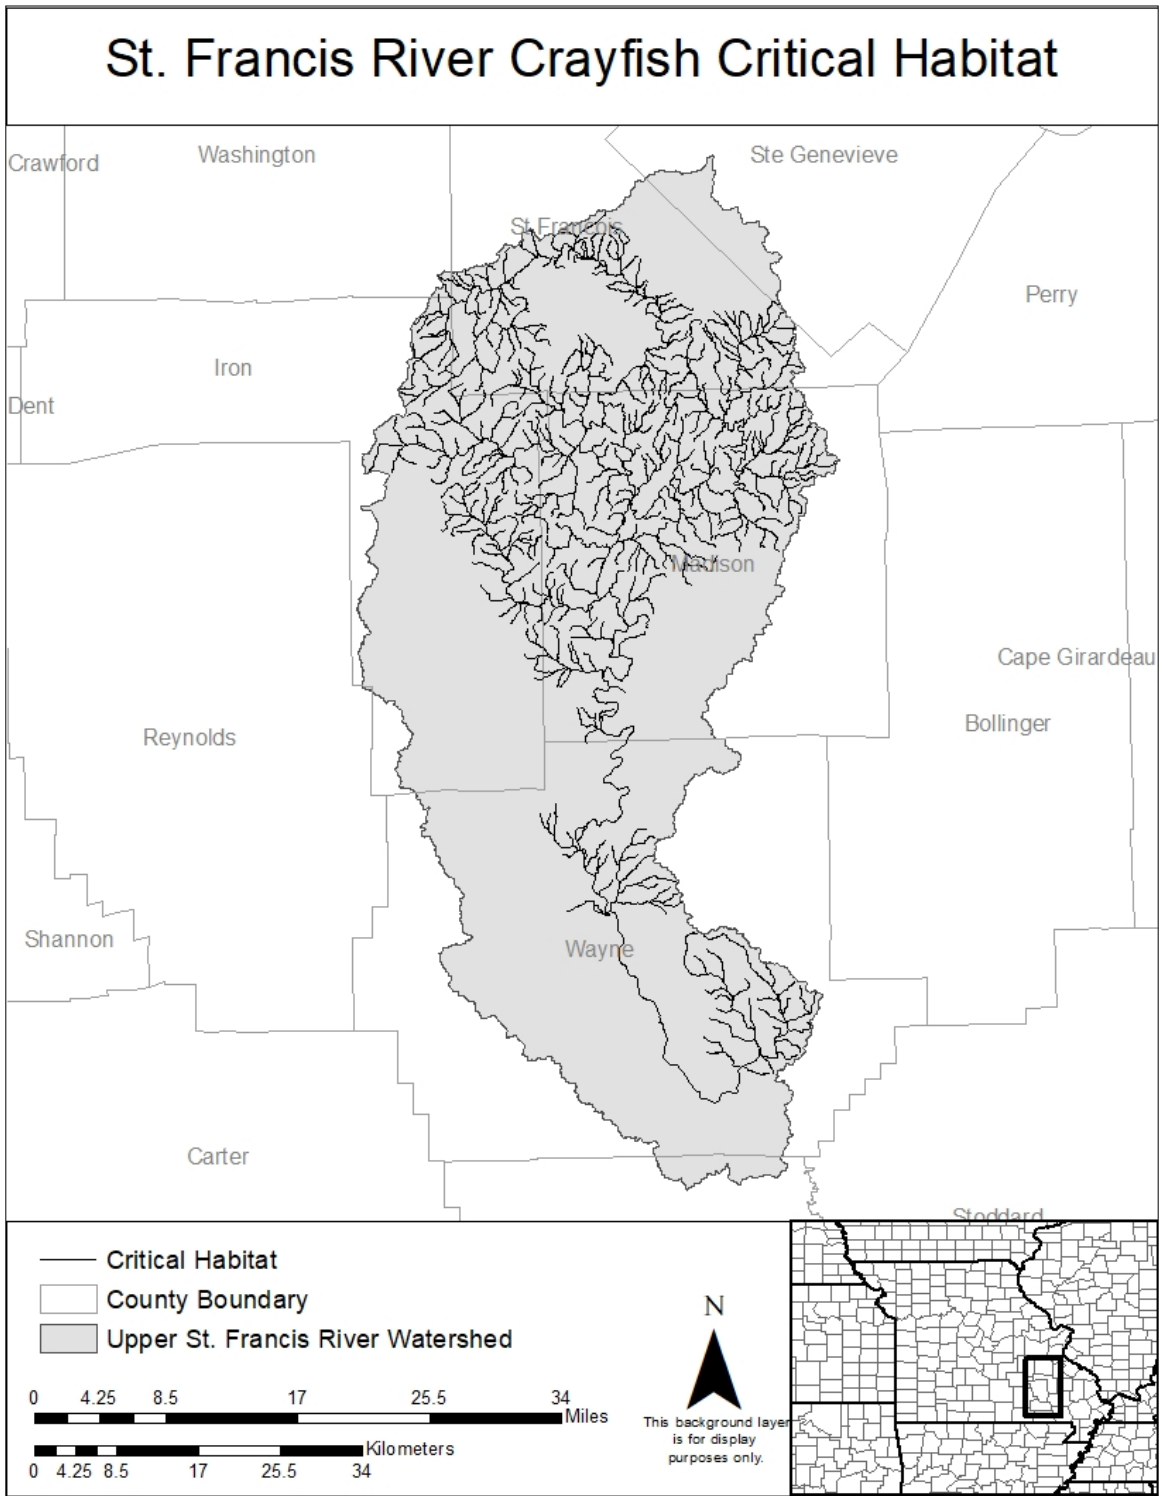 St. Francis River Crayfish Critical Habitat
Crawford
Washington
Ste Genevieve
St Francois
Perry
Iron
Dent
Madison
Cape Girardeau
Reynolds
Bollinger
Shannon
Wayne
Carter
Stoddard
Critical Habitat
County Boundary
Upper St. Francis River Watershed
0 4.25 8.5 17 25.5 34
Miles
Kilometers
0 4.25 8.5 17 25.5 34
N
This background layer
is for display
purposes only.